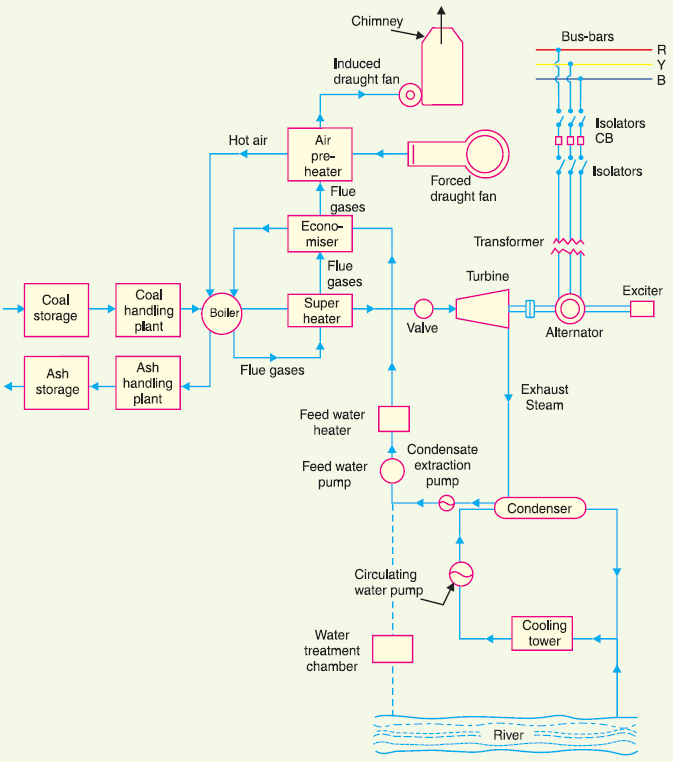 Chimney
Induced
draught fan
Bus-bars
R
Y
B
Isolators
CB
Isolators
Hot air
Air
pre-
heater
Forced
draught fan
Flue
gases
Econo-
miser
Flue
gases
Transformer
Turbine
Exciter
Coal
storage
Coal
handling
plant
Boiler
Super
heater
Valve
Alternator
Ash
storage
Ash
handling
plant
Flue gases
Exhaust
Steam
Feed water
heater
Feed water
pump
Condensate
extraction
pump
Condenser
Circulating
water pump
Cooling
tower
Water
treatment
chamber
River